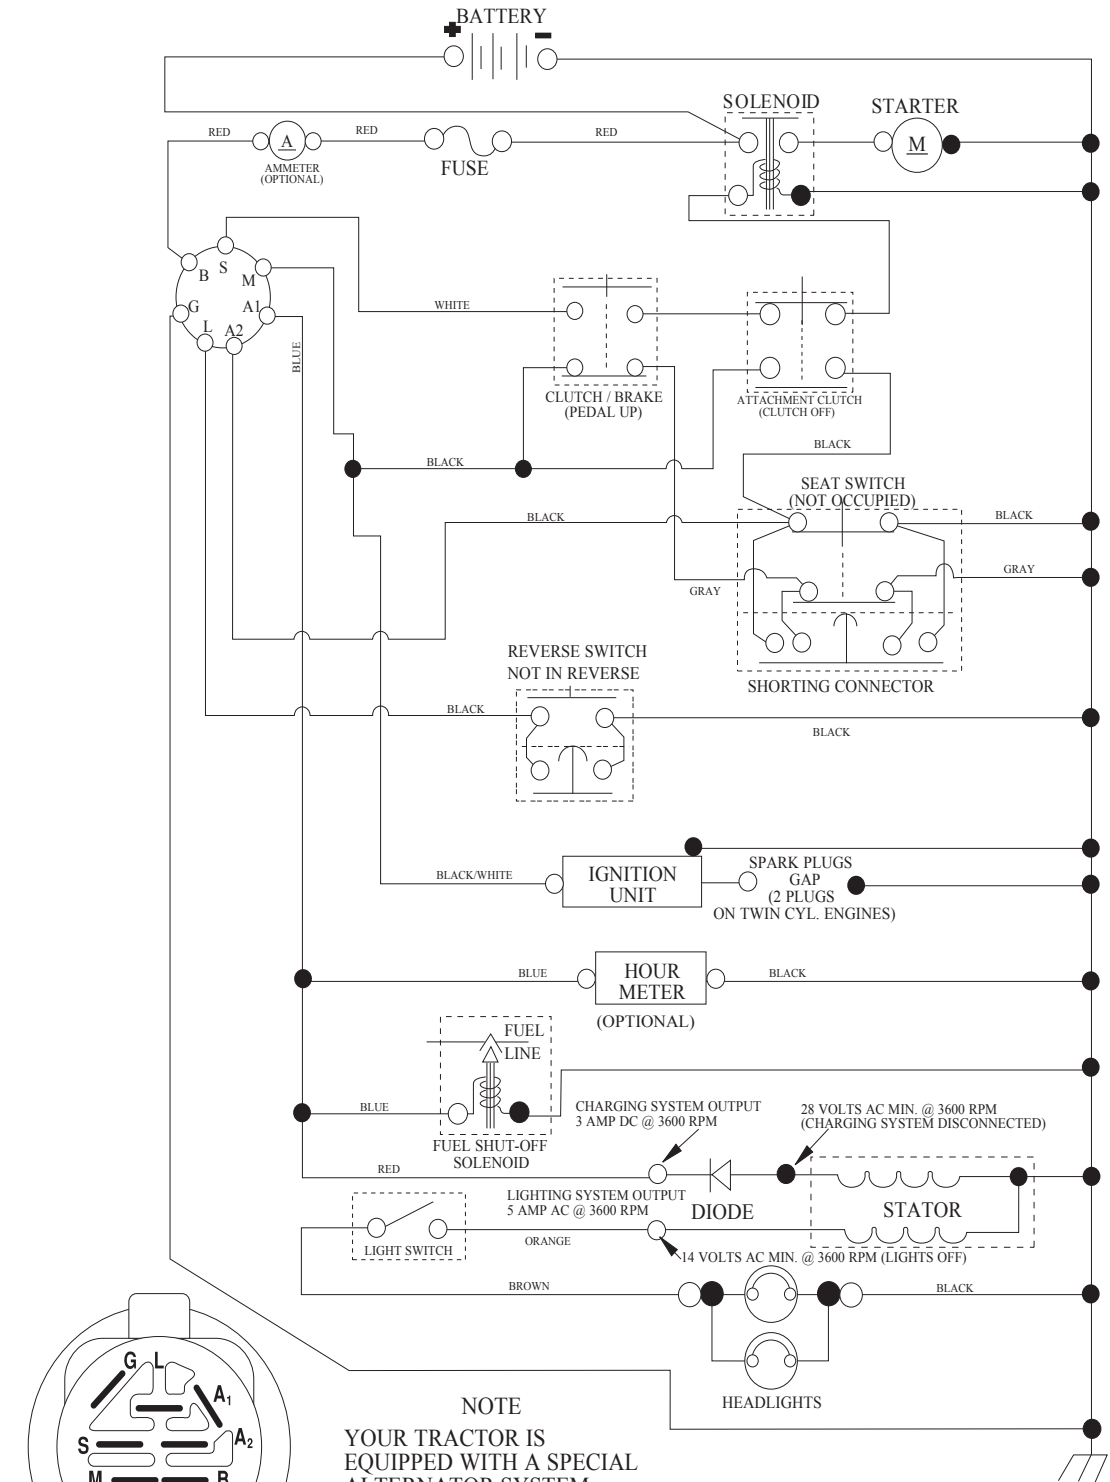 BATTERY
+ -
SOLENOID
STARTER
RED
RED
RED
A
M
AMMETER
(OPTIONAL)
FUSE
B
S
M
G
A1
L
A2
WHITE
BLUE
CLUTCH / BRAKE
(PEDAL UP)
ATTACHMENT CLUTCH
(CLUTCH OFF)
BLACK
BLACK
SEAT SWITCH
(NOT OCCUPIED)
BLACK
BLACK
GRAY
GRAY
SHORTING CONNECTOR
REVERSE SWITCH
NOT IN REVERSE
BLACK
BLACK
BLACK/WHITE
IGNITION
UNIT
SPARK PLUGS
GAP
(2 PLUGS
ON TWIN CYL. ENGINES)
BLUE
HOUR
METER
BLACK
(OPTIONAL)
FUEL
LINE
BLUE
FUEL SHUT-OFF
SOLENOID
CHARGING SYSTEM OUTPUT
3 AMP DC @ 3600 RPM
28 VOLTS AC MIN. @ 3600 RPM
(CHARGING SYSTEM DISCONNECTED)
RED
LIGHTING SYSTEM OUTPUT
5 AMP AC @ 3600 RPM
DIODE
STATOR
LIGHT SWITCH
ORANGE
14 VOLTS AC MIN. @ 3600 RPM (LIGHTS OFF)
BROWN
BLACK
HEADLIGHTS
G L
A1
A2
S
M
B
NOTE
YOUR TRACTOR IS
EQUIPPED WITH A SPECIAL
ALTERNATOR SYSTEM